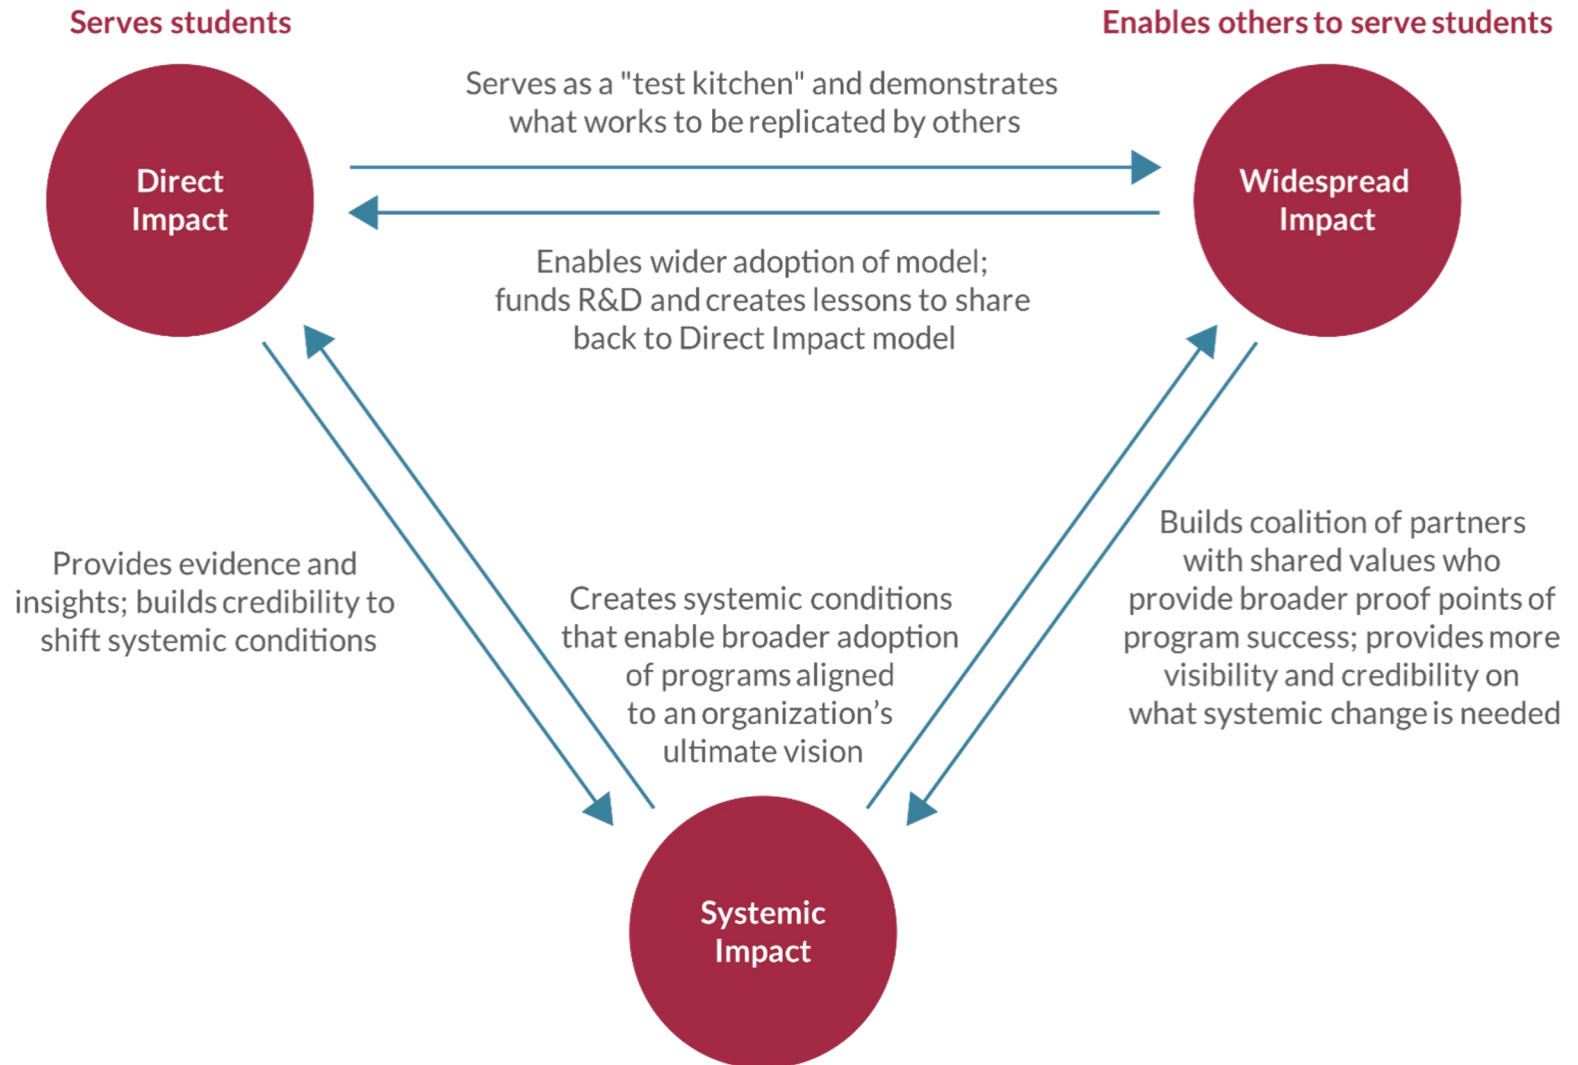 Serves students
Enables others to serve students
Serves as a "test kitchen" and demonstrates
what works to be replicated by others
Direct
Impact
Widespread
Impact
Enables wider adoption of model;
funds R&D and creates lessons to share
back to Direct Impact model
Provides evidence and
insights; builds credibility to
shift systemic conditions
Creates systemic conditions
that enable broader adoption
of programs aligned
to an organization’s
ultimate vision
Builds coalition of partners
with shared values who
provide broader proof points of
program success; provides more
visibility and credibility on
what systemic change is needed
Systemic
Impact